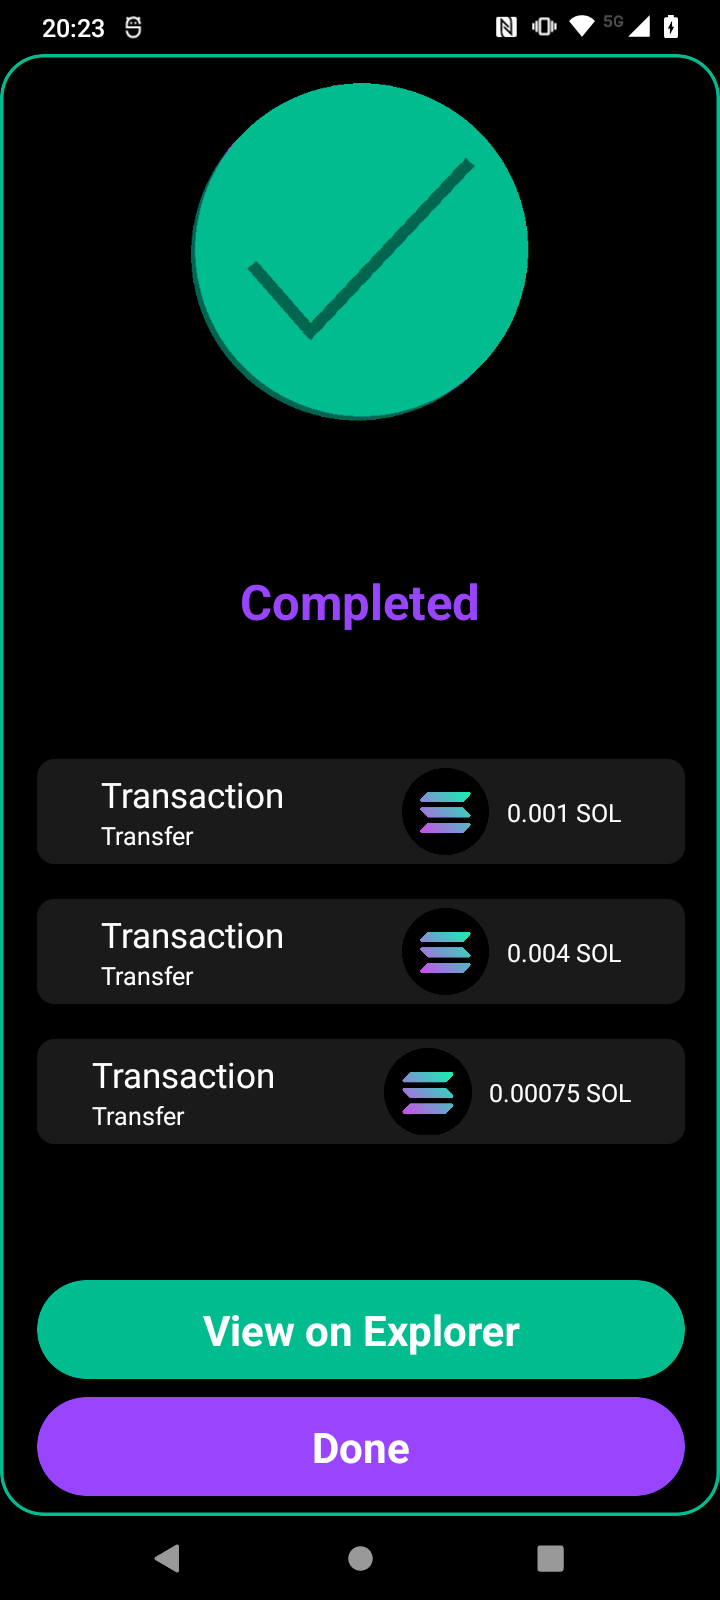 20:23
5G
Completed
Transaction
Transfer
0.001 SOL
Transaction
Transfer
0.004 SOL
Transaction
Transfer
0.00075 SOL
View on Explorer
Done